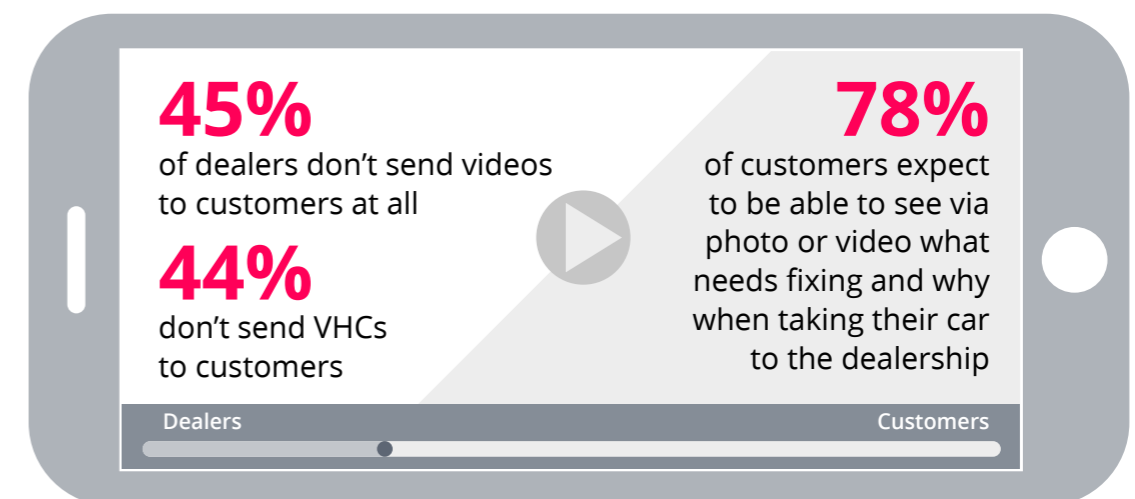 45%
of dealers don’t send videos
to customers at all
44%
don’t send VHCs
to customers
78%
of customers expect
to be able to see via
photo or video what
needs fixing and why
when taking their car
to the dealership
Dealers
Customers